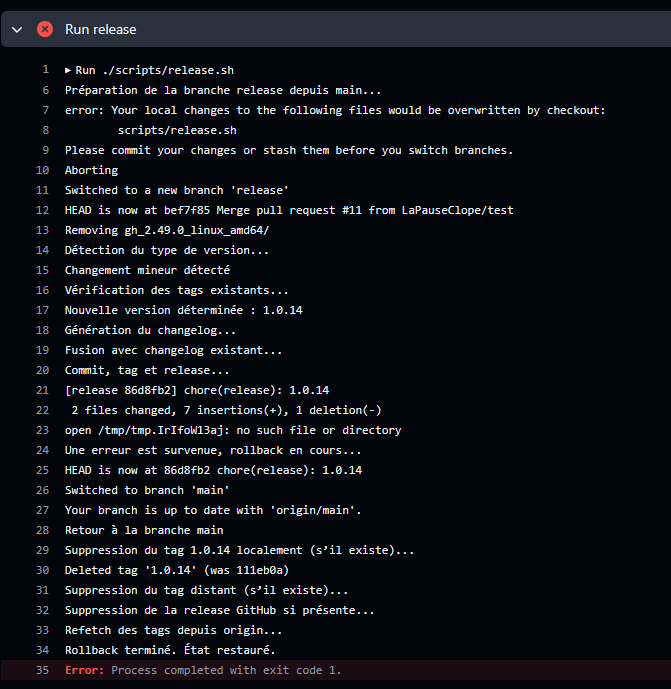 Run release
1 ▸ Run ./scripts/release.sh
6 Préparation de la branche release depuis main...
7 error: Your local changes to the following files would be overwritten by checkout:
8 scripts/release.sh
9 Please commit your changes or stash them before you switch branches.
10 Aborting
11 Switched to a new branch 'release'
12 HEAD is now at bef7f85 Merge pull request #11 from LaPauseClope/test
13 Removing gh_2.49.0_linux_amd64/
14 Détection du type de version...
15 Changement mineur détecté
16 Vérification des tags existants...
17 Nouvelle version déterminée : 1.0.14
18 Génération du changelog...
19 Fusion avec changelog existant...
20 Commit, tag et release...
21 [release 86d8fb2] chore(release): 1.0.14
22 2 files changed, 7 insertions(+), 1 deletion(-)
23 open /tmp/tmp.IrIfoW13aj: no such file or directory
24 Une erreur est survenue, rollback en cours...
25 HEAD is now at 86d8fb2 chore(release): 1.0.14
26 Switched to branch 'main'
27 Your branch is up to date with 'origin/main'.
28 Retour à la branche main
29 Suppression du tag 1.0.14 localement (s’il existe)...
30 Deleted tag '1.0.14' (was 111eb0a)
31 Suppression du tag distant (s’il existe)...
32 Suppression de la release GitHub si présente...
33 Refetch des tags depuis origin...
34 Rollback terminé. État restauré.
35 Error: Process completed with exit code 1.